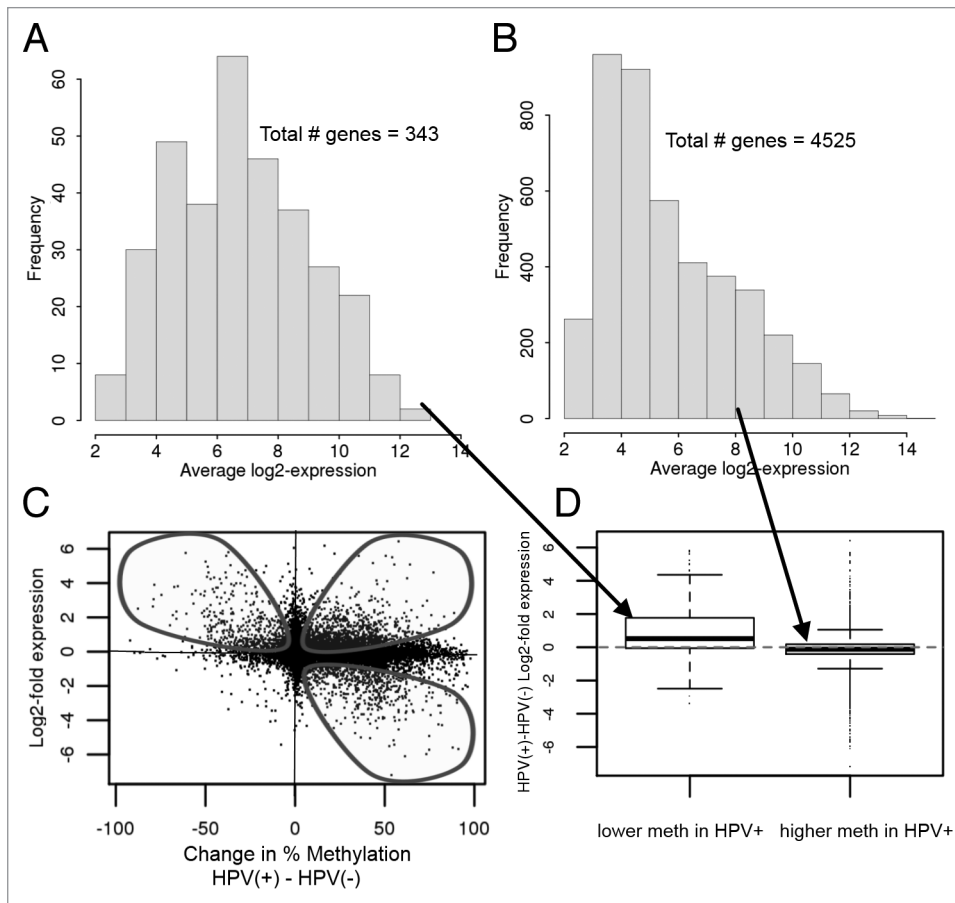 A
Frequency
0
10
20
30
40
50
60
Total # genes = 343
2 4 6 8 10 12 14
Average log2-expression
B
Frequency
0
200
400
600
800
Total # genes = 4525
2 4 6 8 10 12 14
Average log2-expression
C
Log2-fold expression
6
4
2
0
-2
-4
-6
-100 -50 0 50 100
Change in % Methylation
HPV(+) - HPV(-)
D
HPV(+)-HPV(-) Log2-fold Expression
6
4
2
0
-2
-4
-6
lower meth in HPV+ higher meth in HPV+